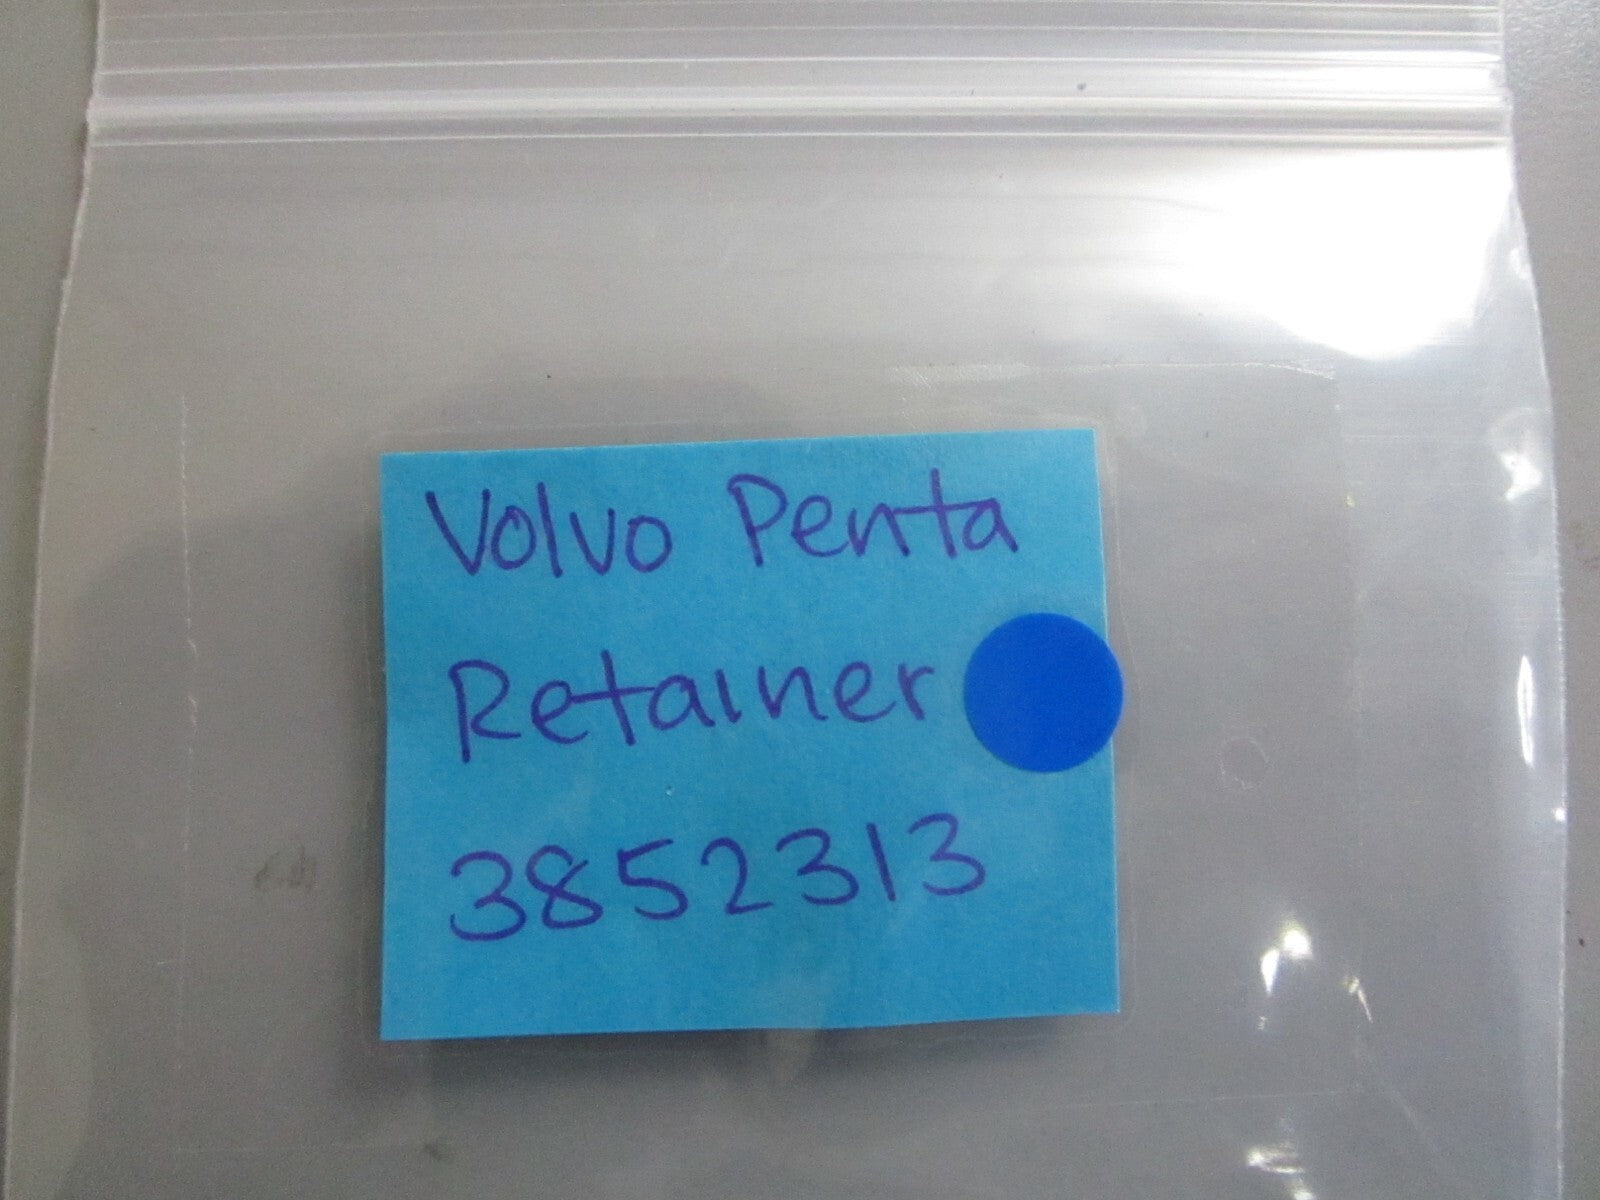 Volvo Penta
Retainer
3852313